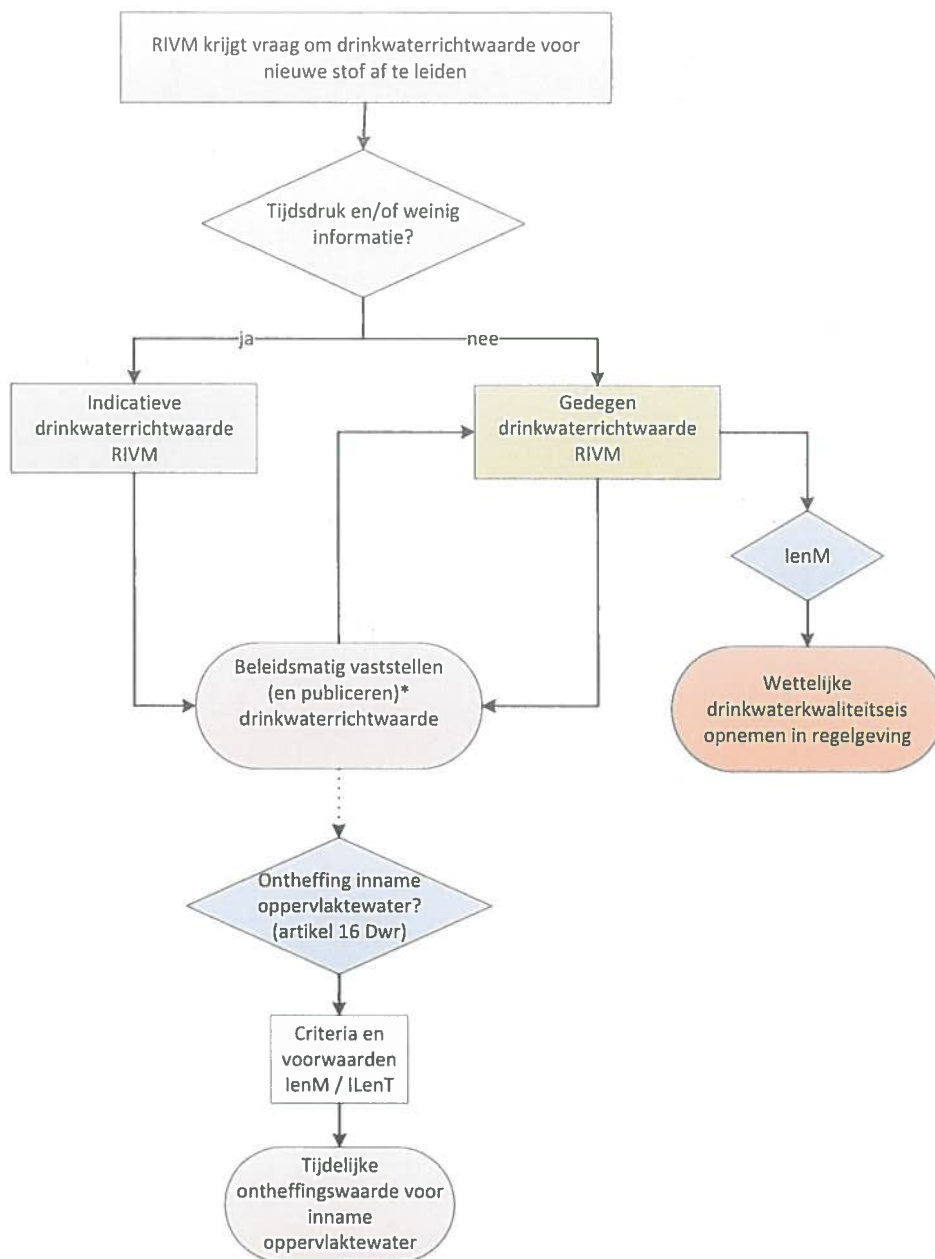 RIVM krijgt vraag om drinkwaterrichtwaarde voor
nieuwe stof af te leiden
Tijdsdruk en/of weinig
informatie?
ja
nee
Indicatieve
drinkwaterrichtwaarde
RIVM
Gedegen
drinkwaterrichtwaarde
RIVM
IenM
Beleidsmatig vaststellen
(en publiceren)*
drinkwaterrichtwaarde
Wettelijke
drinkwaterkwaliteitseis
opnemen in regelgeving
Ontheffing inname
oppervlaktewater?
(artikel 16 Dwr)
Criteria en
voorwaarden
IenM / ILenT
Tijdelijke
ontheffingswaarde voor
inname
oppervlaktewater